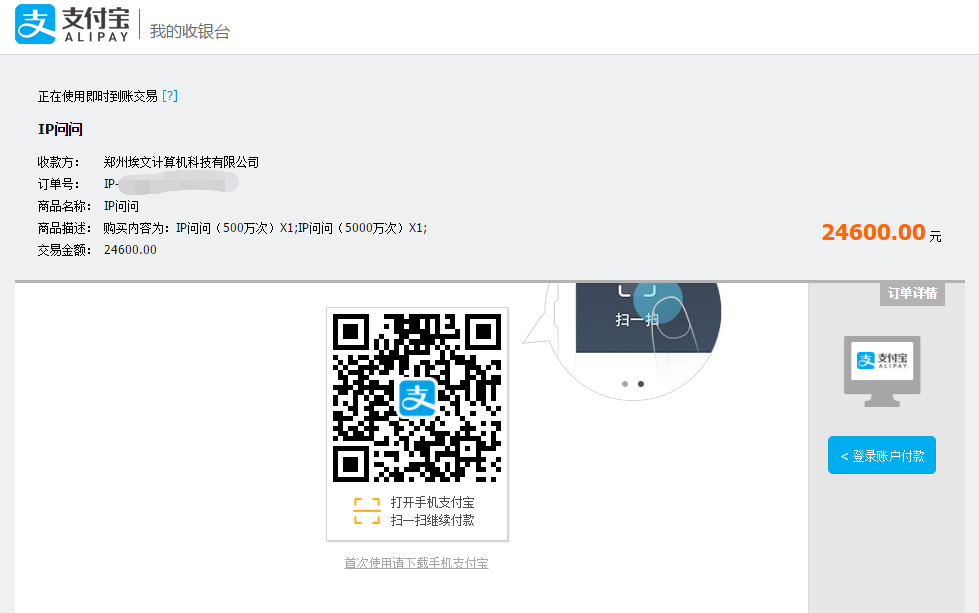 支付宝
ALIPAY
我的收银台
正在使用即时到账交易 [?]
IP问问
收款方： 郑州埃文计算机科技有限公司
订单号： IP-
商品名称： IP问问
商品描述： 购买内容为：IP问问（500万次）X1;IP问问（5000万次）X1;
24600.00 元
交易金额： 24600.00
订单详情
扫一扫
支付宝
ALIPAY
< 登录账户付款
打开手机支付宝
扫一扫继续付款
首次使用请下载手机支付宝